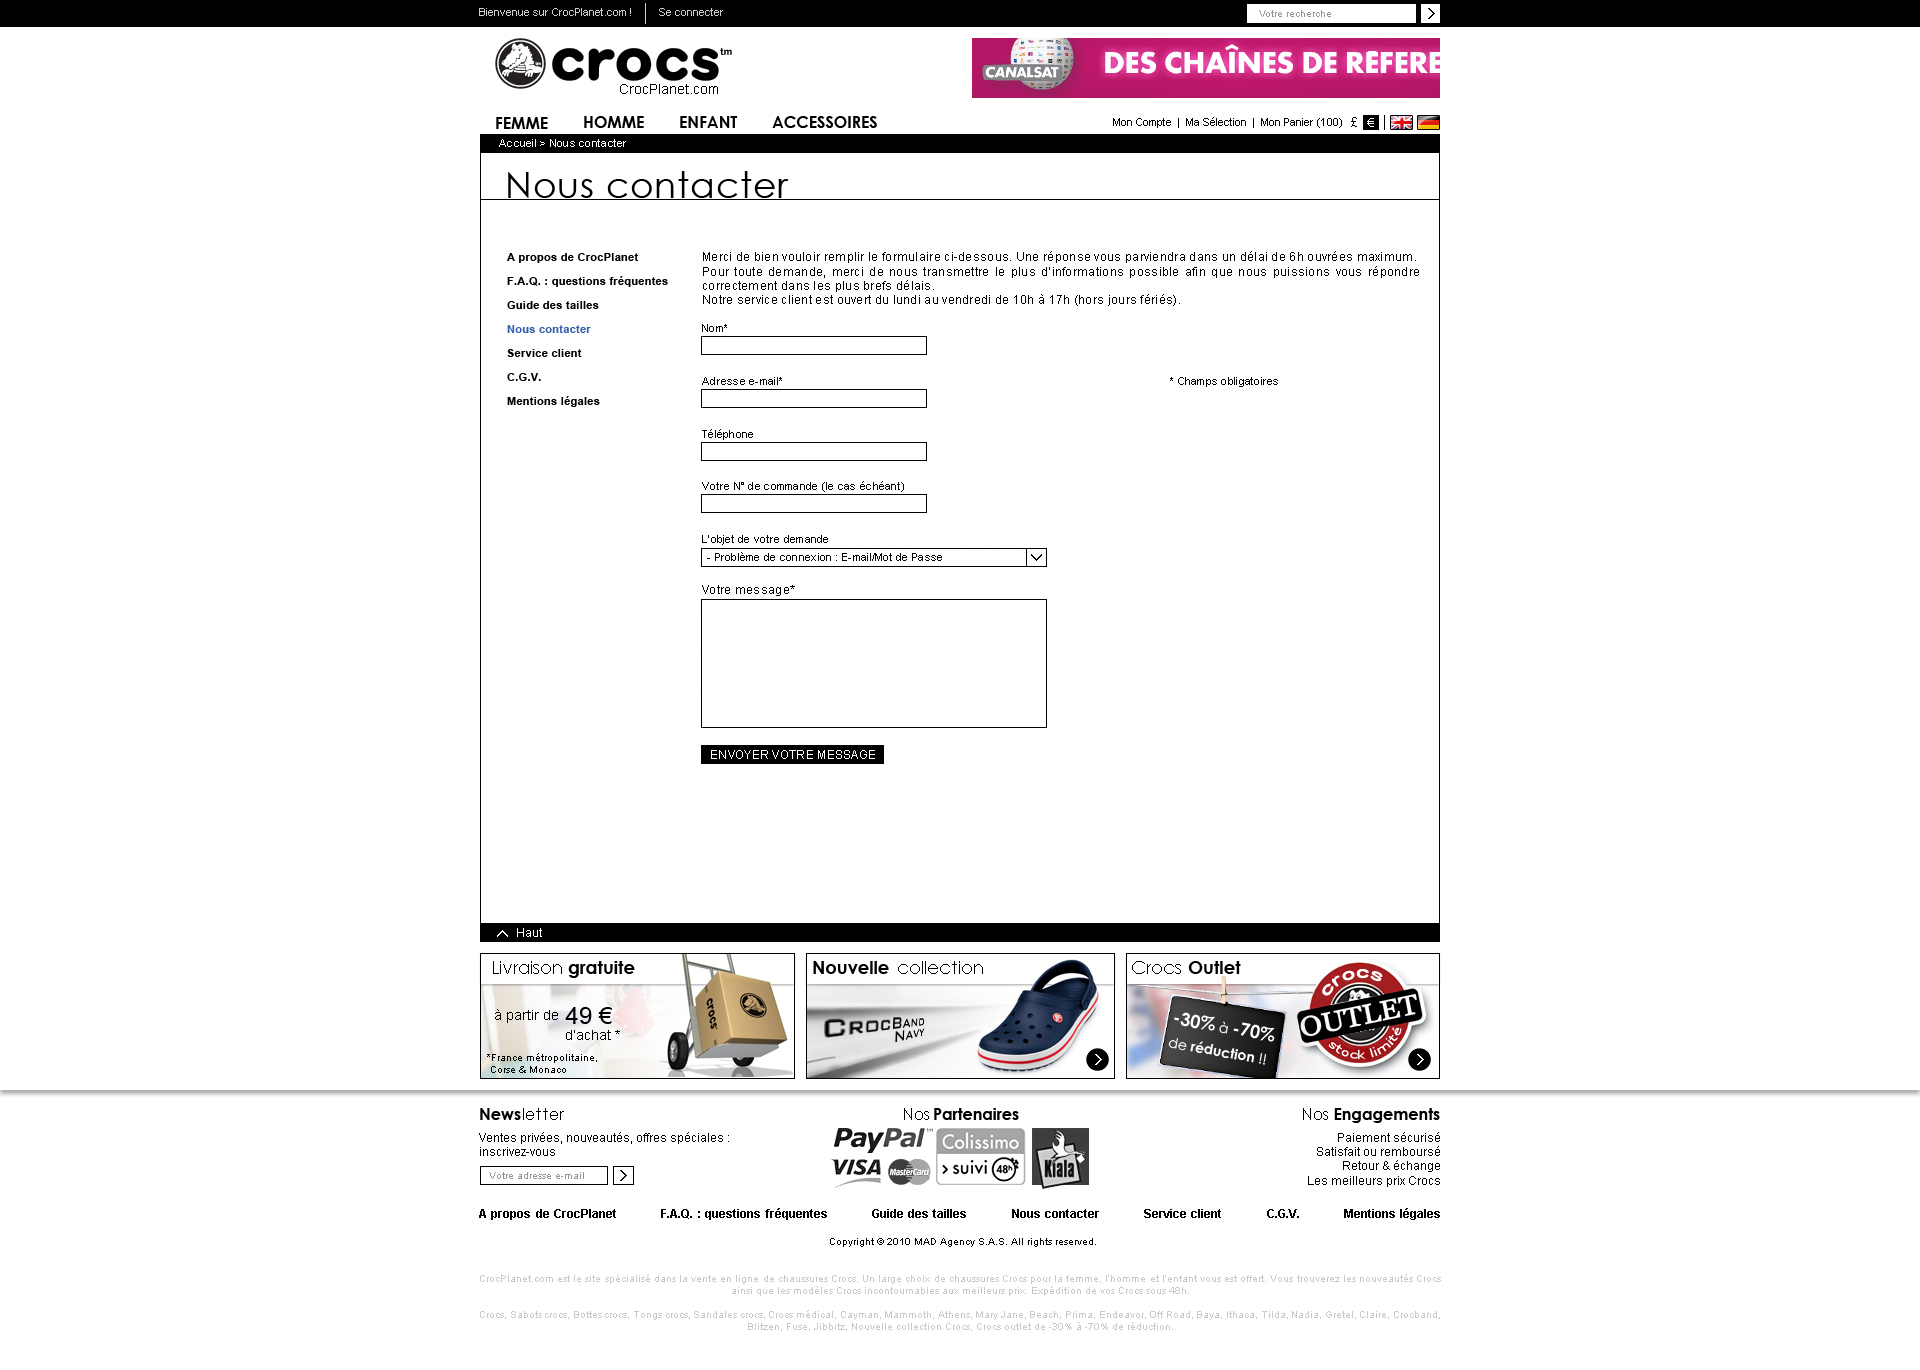 Bienvenue sur CrocPlanet.com ! | Se connecter
Votre recherche
crocs™
CrocPlanet.com
CANALSAT
DES CHAÎNES DE RÉFÉRE
FEMME HOMME ENFANT ACCESSOIRES
Mon Compte | Ma Sélection | Mon Panier (100) £ €
Accueil > Nous contacter
Nous contacter
A propos de CrocPlanet
F.A.Q. : questions fréquentes
Guide des tailles
Nous contacter
Service client
C.G.V.
Mentions légales
Merci de bien vouloir remplir le formulaire ci-dessous. Une réponse vous parviendra dans un délai de 6h ouvrées maximum.
Pour toute demande, merci de nous transmettre le plus d'informations possible afin que nous puissions vous répondre
correctement dans les plus brefs délais.
Notre service client est ouvert du lundi au vendredi de 10h à 17h (hors jours fériés).
Nom*
Adresse e-mail*
* Champs obligatoires
Téléphone
Votre N° de commande (le cas échéant)
L'objet de votre demande
- Problème de connexion : E-mail/Mot de Passe
Votre message*
ENVOYER VOTRE MESSAGE
Haut
Livraison gratuite
à partir de 49 €
d'achat *
*France métropolitaine,
Corse & Monaco
crocs
Nouvelle collection
CROCBAND
NAVY
Crocs Outlet
-30% à -70%
de réduction !!
crocs
OUTLET
stock limité
Newsletter
Ventes privées, nouveautés, offres spéciales :
inscrivez-vous
Votre adresse e-mail
Nos Partenaires
PayPal™
VISA
MasterCard
Colissimo
> suivi 48h
Kiala
Nos Engagements
Paiement sécurisé
Satisfait ou remboursé
Retour & échange
Les meilleurs prix Crocs
A propos de CrocPlanet F.A.Q. : questions fréquentes Guide des tailles Nous contacter Service client C.G.V. Mentions légales
Copyright © 2010 MAD Agency S.A.S. All rights reserved.
CrocPlanet.com est le site spécialisé dans la vente en ligne de chaussures Crocs. Un large choix de chaussures Crocs pour la femme, l'homme et l'enfant vous est offert. Vous trouverez les nouveautés Crocs
ainsi que les modèles Crocs incontournables aux meilleurs prix. Expédition de vos Crocs sous 48h.
Crocs, Sabots crocs, Bottes crocs, Tongs crocs, Sandales crocs, Crocs médical, Cayman, Mammoth, Athens, Mary Jane, Beach, Prima, Endeavor, Off Road, Baya, Ithaca, Tilda, Nadia, Gretel, Claire, Crocband,
Blitzen, Fuse, Jibbitz, Nouvelle collection Crocs, Crocs outlet de -30% à -70% de réduction.